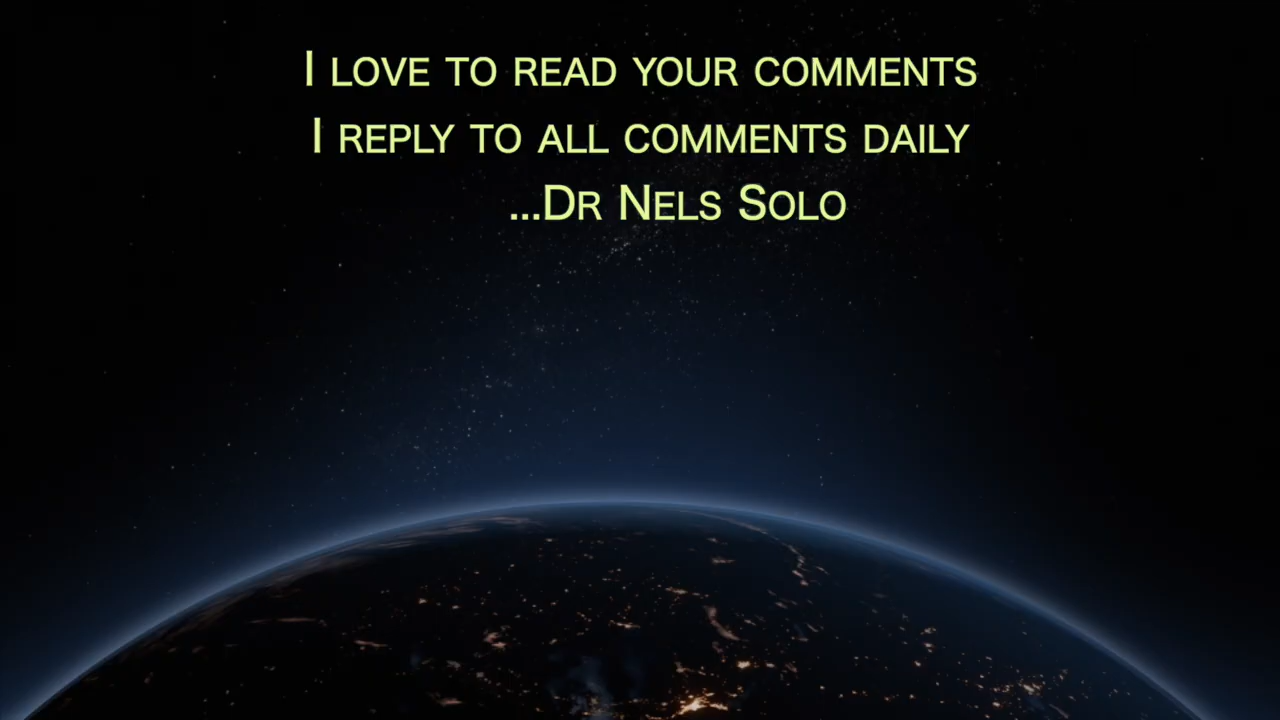 I LOVE TO READ YOUR COMMENTS
I REPLY TO ALL COMMENTS DAILY
...DR NELS SOLO